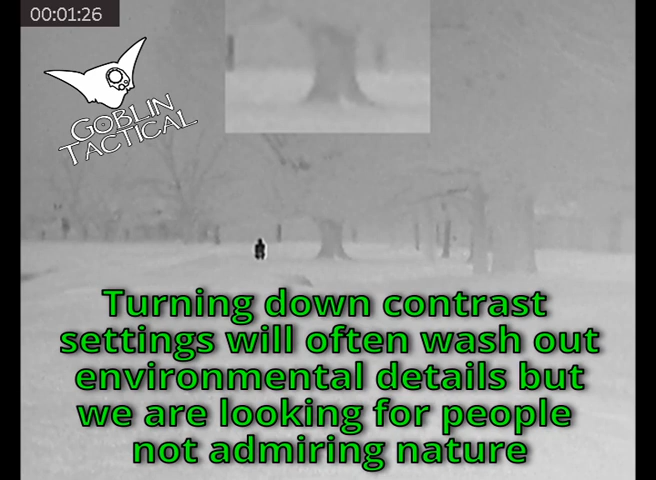 00:01:26
GOBLIN
TACTICAL
Turning down contrast
settings will often wash out
environmental details but
we are looking for people
not admiring nature